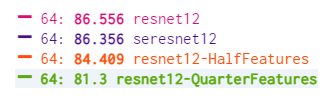 64: 86.556 resnet12
64: 86.356 seresnet12
64: 84.409 resnet12-HalfFeatures
64: 81.3 resnet12-QuarterFeatures